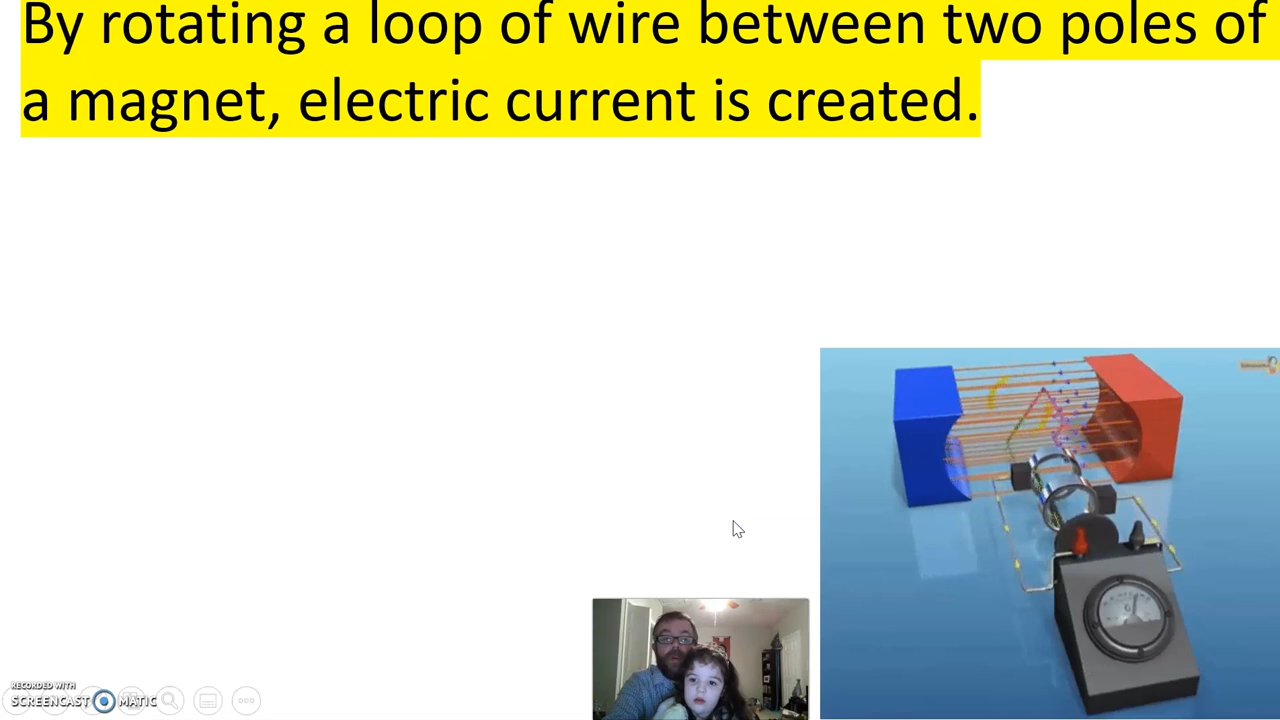 By rotating a loop of wire between two poles of
a magnet, electric current is created.
RECORDED WITH
SCREENCAST MATIC